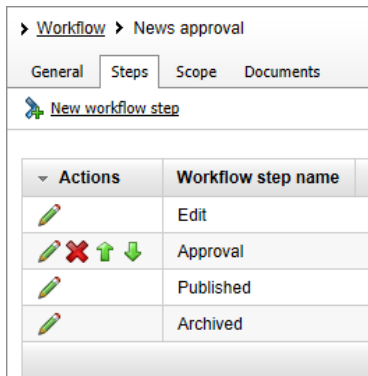 Workflow > News approval
General Steps Scope Documents
New workflow step
Actions Workflow step name
Edit
Approval
Published
Archived